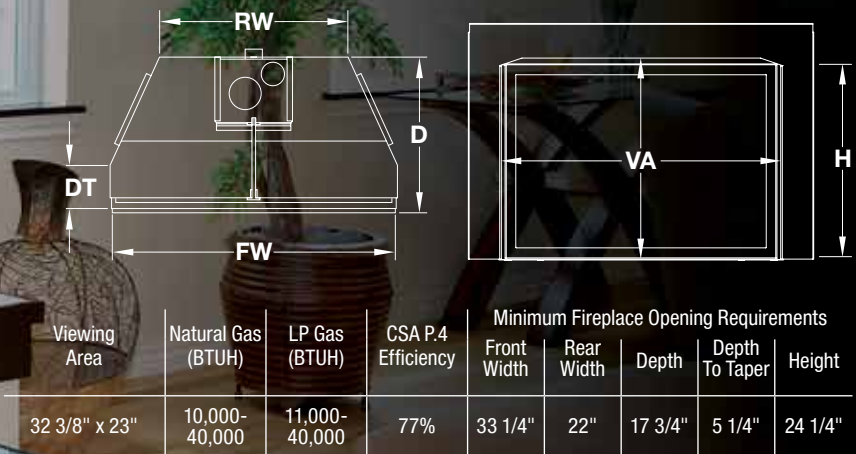 RW
D
DT
FW
VA
H
Viewing Area
Natural Gas (BTUH)
LP Gas (BTUH)
CSA P.4 Efficiency
Minimum Fireplace Opening Requirements
Front Width
Rear Width
Depth
Depth To Taper
Height
32 3/8" x 23"
10,000-40,000
11,000-40,000
77%
33 1/4"
22"
17 3/4"
5 1/4"
24 1/4"